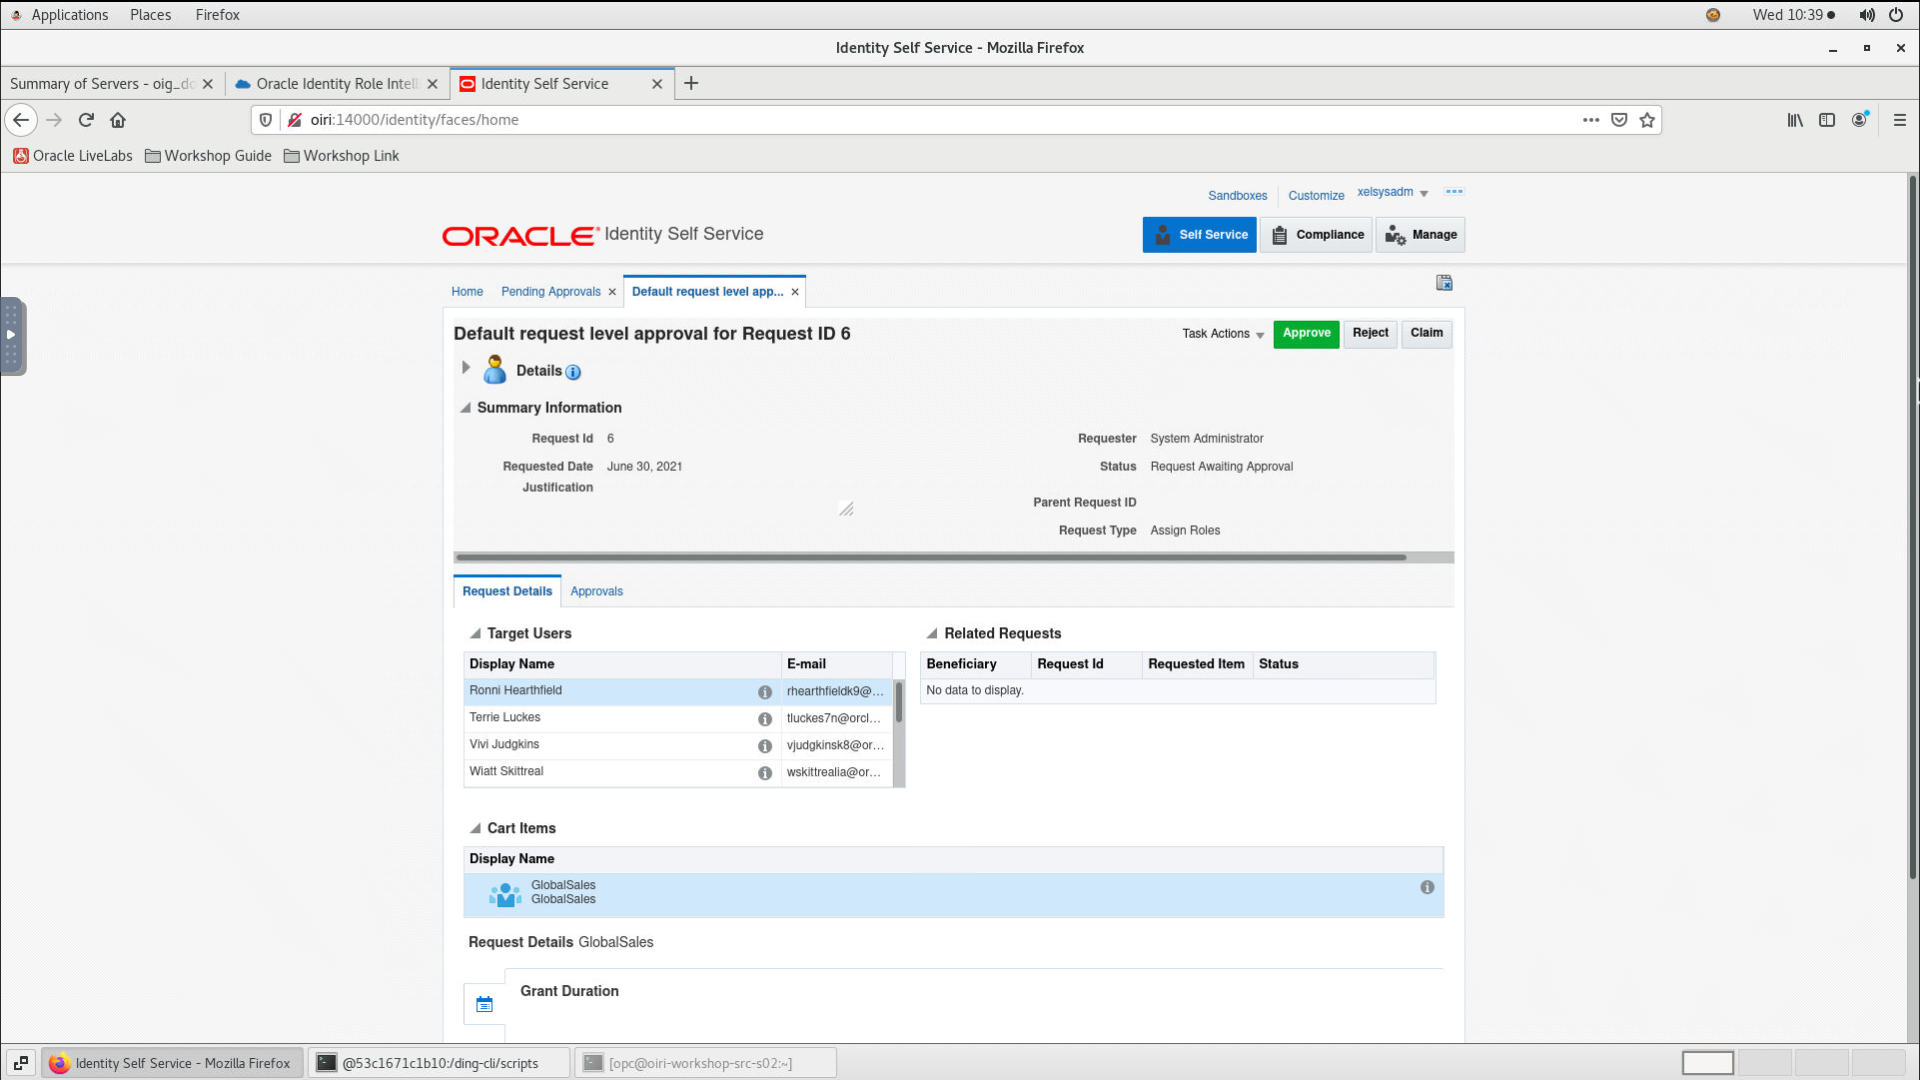 Applications Places Firefox Wed 10:39
Identity Self Service - Mozilla Firefox
Summary of Servers - oig_do Oracle Identity Role Intelli Identity Self Service
oiri:14000/identity/faces/home
Oracle LiveLabs Workshop Guide Workshop Link
Sandboxes Customize xelsysadm
ORACLE Identity Self Service
Self Service Compliance Manage
Home Pending Approvals Default request level app...
Default request level approval for Request ID 6
Task Actions Approve Reject Claim
Details
Summary Information
Request Id 6 Requester System Administrator
Requested Date June 30, 2021 Status Request Awaiting Approval
Justification
Parent Request ID
Request Type Assign Roles
Request Details Approvals
Target Users Related Requests
Display Name E-mail Beneficiary Request Id Requested Item Status
Ronni Hearthfield rhearthfieldk9@... No data to display.
Terrie Luckes tluckes7n@orcl...
Vivi Judgkins vjudgkinsk8@or...
Wiatt Skittreal wskittrealia@or...
Cart Items
Display Name
GlobalSales
GlobalSales
Request Details GlobalSales
Grant Duration
Identity Self Service - Mozilla Firefox @53c1671c1b10:/ding-cli/scripts [opc@oiri-workshop-src-s02:~]